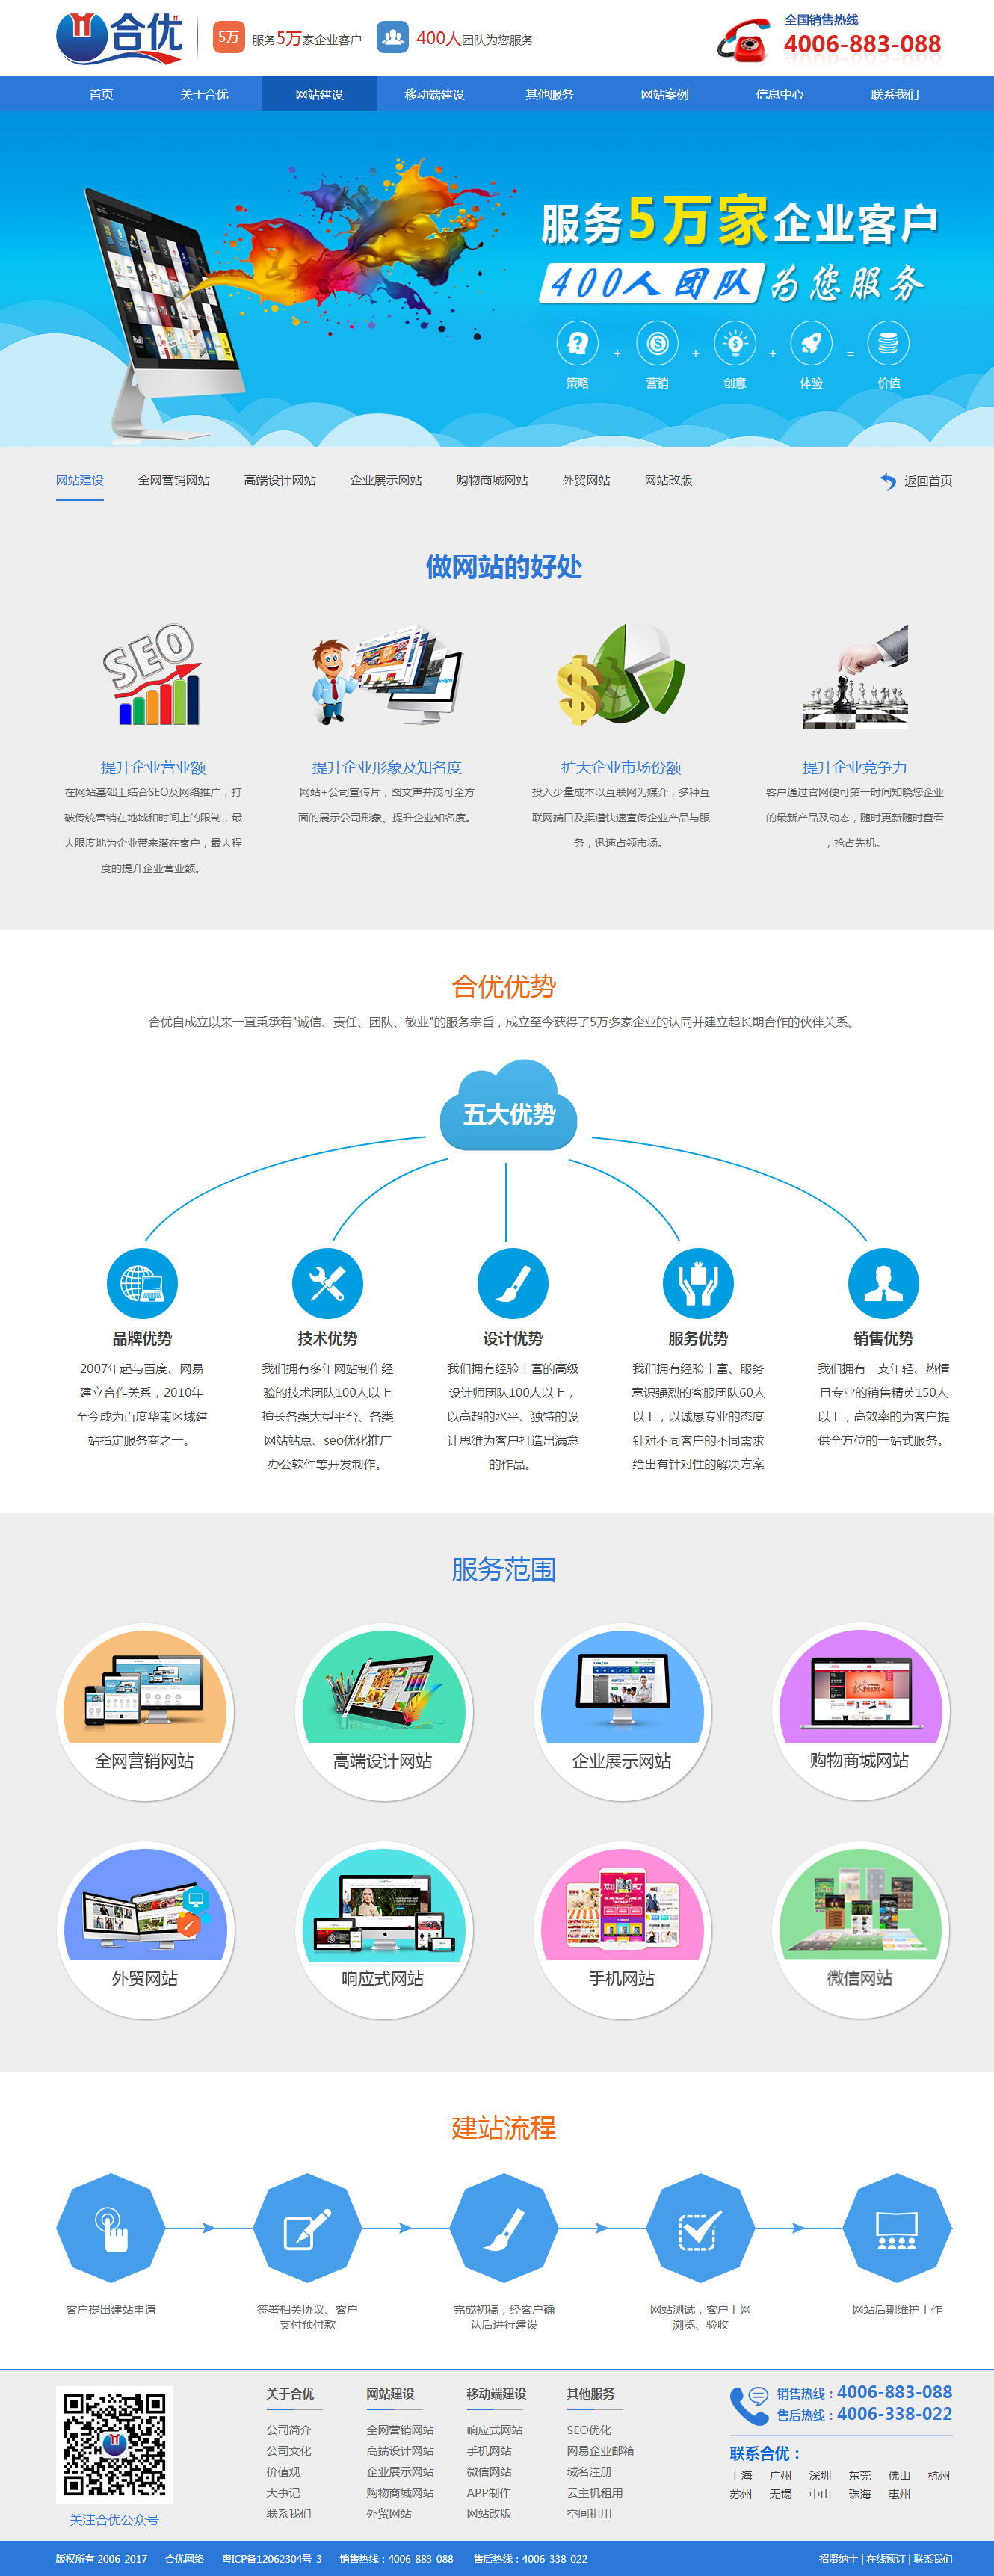 合优
5万 服务5万家企业客户
400人团队为您服务
全国销售热线
4006-883-088
首页 关于合优 网站建设 移动端建设 其他服务 网站案例 信息中心 联系我们
服务5万家企业客户
400人团队 为您服务
策略 + 营销 + 创意 + 体验 = 价值
网站建设 全网营销网站 高端设计网站 企业展示网站 购物商城网站 外贸网站 网站改版 返回首页
做网站的好处
SEO
提升企业营业额
在网站基础上结合SEO及网络推广，打
破传统营销在地域和时间上的限制，最
大限度地为企业带来潜在客户，最大程
度的提升企业营业额。
提升企业形象及知名度
网站+公司宣传片，图文声并茂可全方
面的展示公司形象、提升企业知名度。
扩大企业市场份额
投入少量成本以互联网为媒介，多种互
联网端口及渠道快速宣传企业产品与服
务，迅速占领市场。
提升企业竞争力
客户通过官网便可第一时间知晓您企业
的最新产品及动态，随时更新随时查看
，抢占先机。
合优优势
合优自成立以来一直秉承着"诚信、责任、团队、敬业"的服务宗旨，成立至今获得了5万多家企业的认同并建立起长期合作的伙伴关系。
五大优势
品牌优势
2007年起与百度、网易
建立合作关系，2010年
至今成为百度华南区域建
站指定服务商之一。
技术优势
我们拥有多年网站制作经
验的技术团队100人以上
擅长各类大型平台、各类
网站站点、seo优化推广
办公软件等开发制作。
设计优势
我们拥有经验丰富的高级
设计师团队100人以上，
以高超的水平、独特的设
计思维为客户打造出满意
的作品。
服务优势
我们拥有经验丰富、服务
意识强烈的客服团队60人
以上，以诚恳专业的态度
针对不同客户的不同需求
给出有针对性的解决方案
销售优势
我们拥有一支年轻、热情
且专业的销售精英150人
以上，高效率的为客户提
供全方位的一站式服务。
服务范围
全网营销网站 高端设计网站 企业展示网站 购物商城网站
外贸网站 响应式网站 手机网站 微信网站
建站流程
客户提出建站申请
签署相关协议、客户
支付预付款
完成初稿，经客户确
认后进行建设
网站测试，客户上网
浏览、验收
网站后期维护工作
关注合优公众号
关于合优
公司简介
公司文化
价值观
大事记
联系我们
网站建设
全网营销网站
高端设计网站
企业展示网站
购物商城网站
外贸网站
移动端建设
响应式网站
手机网站
微信网站
APP制作
网站改版
其他服务
SEO优化
网易企业邮箱
域名注册
云主机租用
空间租用
销售热线：4006-883-088
售后热线：4006-338-022
联系合优：
上海 广州 深圳 东莞 佛山 杭州
苏州 无锡 中山 珠海 惠州
版权所有 2006-2017 合优网络 粤ICP备12062304号-3 销售热线：4006-883-088 售后热线：4006-338-022 招贤纳士 | 在线预订 | 联系我们